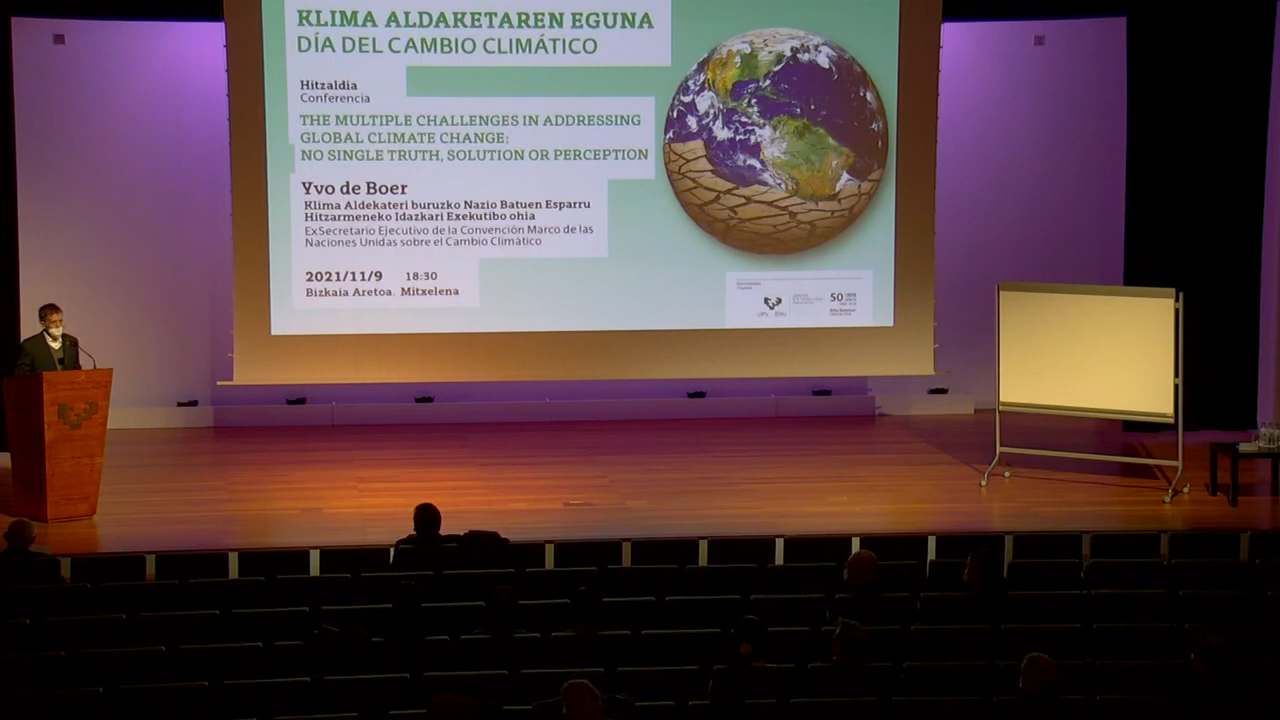 KLIMA ALDAKETAREN EGUNA
DÍA DEL CAMBIO CLIMÁTICO
Hitzaldia
Conferencia
THE MULTIPLE CHALLENGES IN ADDRESSING
GLOBAL CLIMATE CHANGE:
NO SINGLE TRUTH, SOLUTION OR PERCEPTION
Yvo de Boer
Klima Aldekateri buruzko Nazio Batuen Esparru
Hitzarmeneko Idazkari Exekutibo ohia
ExSecretario Ejecutivo de la Convención Marco de las
Naciones Unidas sobre el Cambio Climático
2021/11/9 18:30
Bizkaia Aretoa. Mitxelena
50